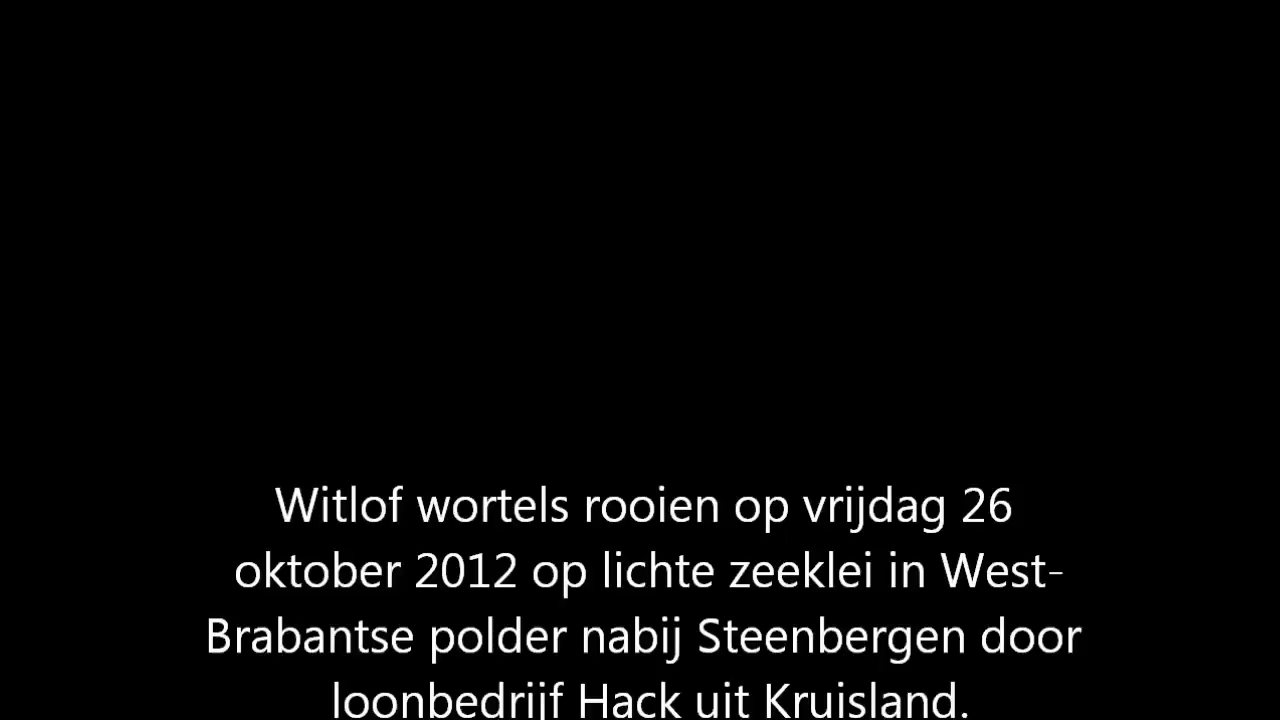 Witlof wortels rooien op vrijdag 26
oktober 2012 op lichte zeeklei in West-
Brabantse polder nabij Steenbergen door
loonbedrijf Hack uit Kruisland.